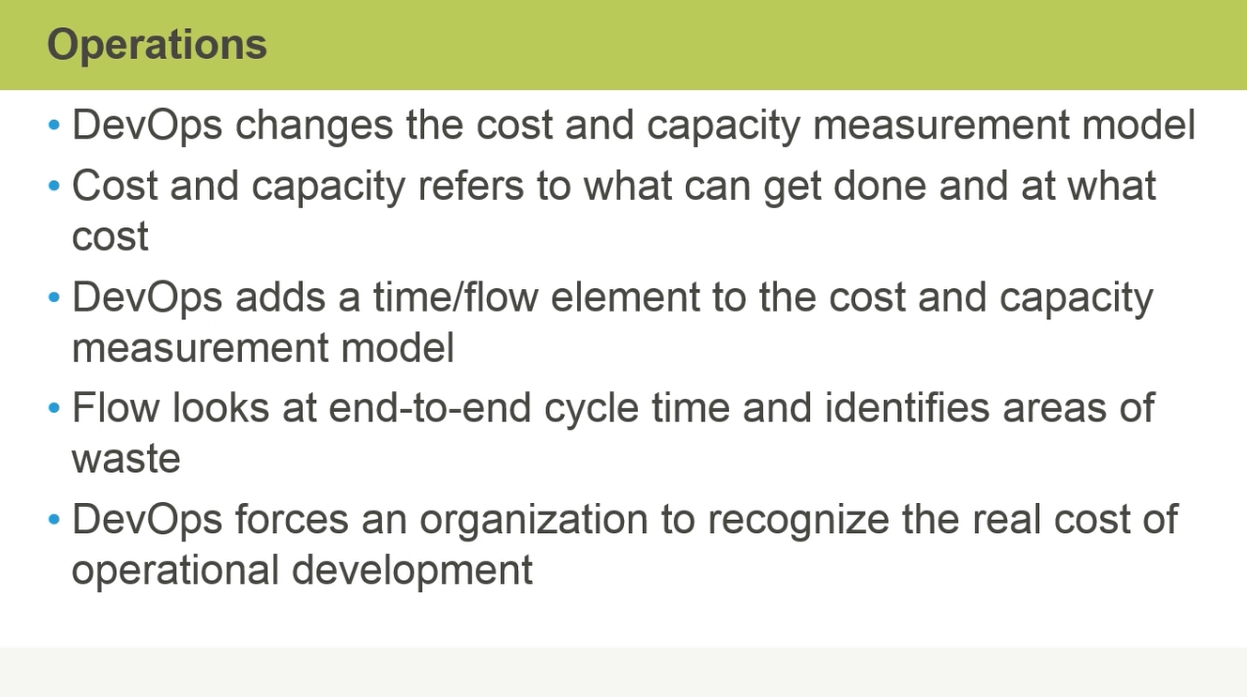 Operations
• DevOps changes the cost and capacity measurement model
• Cost and capacity refers to what can get done and at what
cost
• DevOps adds a time/flow element to the cost and capacity
measurement model
• Flow looks at end-to-end cycle time and identifies areas of
waste
• DevOps forces an organization to recognize the real cost of
operational development